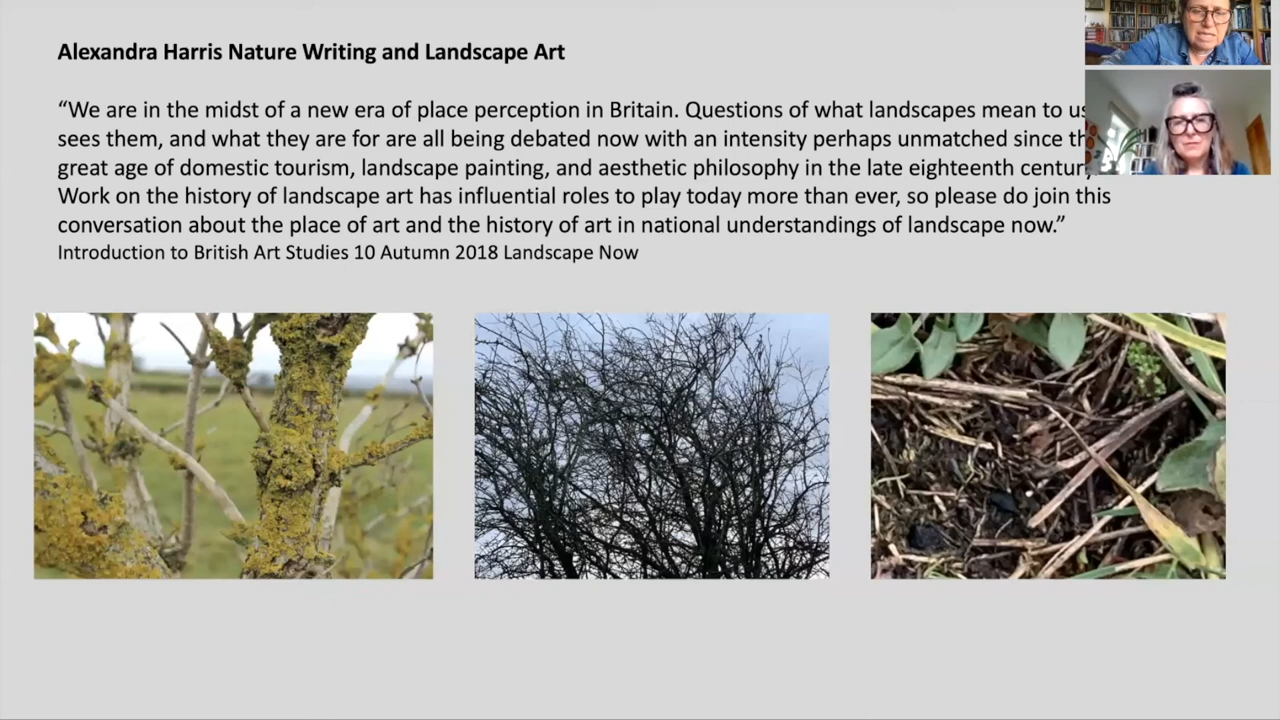 Alexandra Harris Nature Writing and Landscape Art
“We are in the midst of a new era of place perception in Britain. Questions of what landscapes mean to us
sees them, and what they are for are all being debated now with an intensity perhaps unmatched since
great age of domestic tourism, landscape painting, and aesthetic philosophy in the late eighteenth
Work on the history of landscape art has influential roles to play today more than ever, so please do join this
conversation about the place of art and the history of art in national understandings of landscape now.”
Introduction to British Art Studies 10 Autumn 2018 Landscape Now